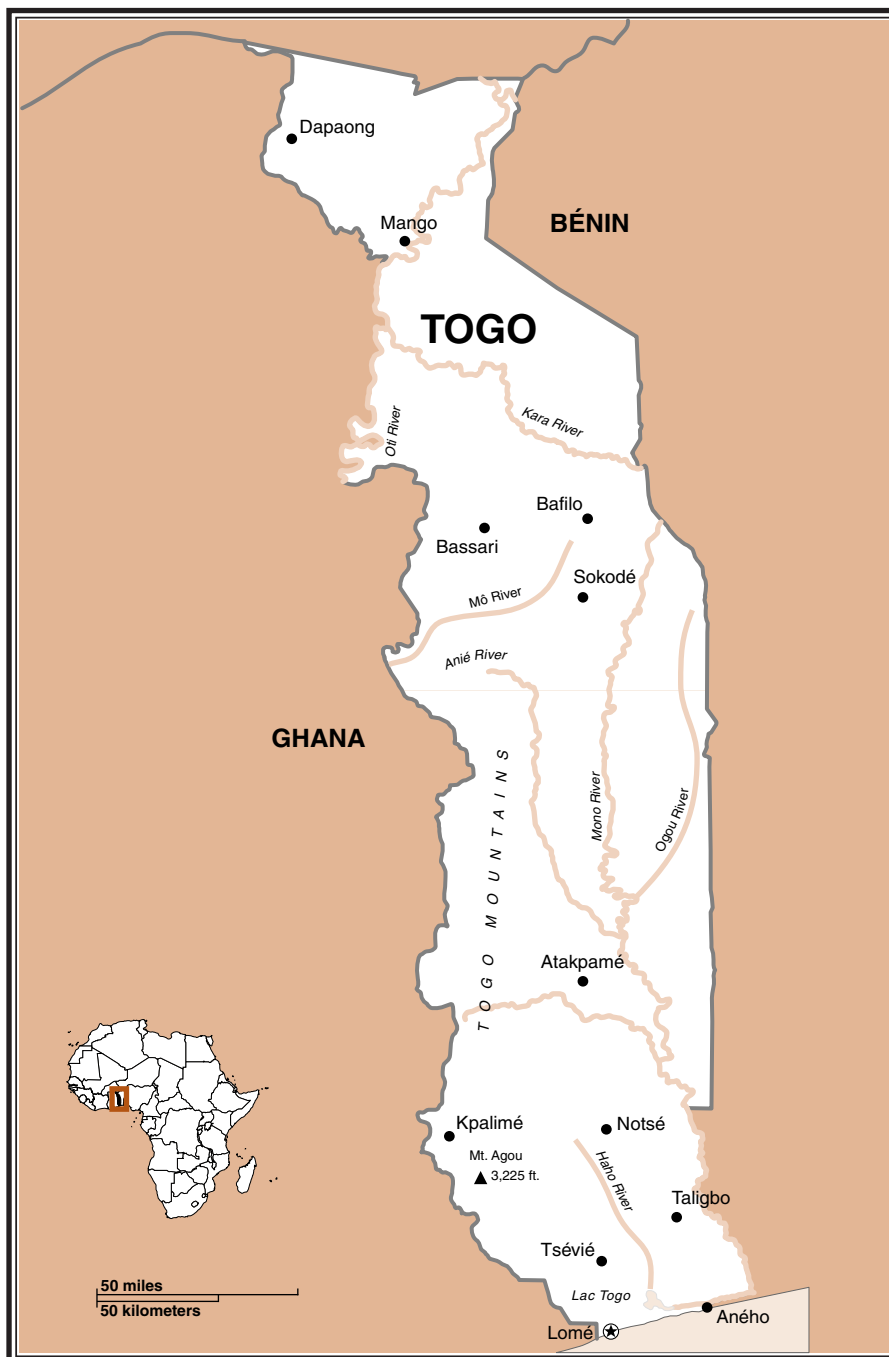 Dapaong
BÉNIN
Mango
TOGO
Kara River
Oti River
Bafilo
Bassari
Sokodé
Mô River
Anié River
GHANA
TOGO MOUNTAINS
Mono River
Ogou River
Atakpamé
Kpalimé
Notsé
Mt. Agou
3,225 ft.
Haho River
Taligbo
Tsévié
50 miles
50 kilometers
Lac Togo
Aného
Lomé